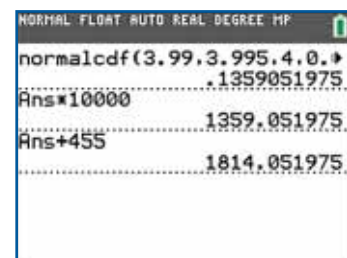 NORMAL FLOAT AUTO REAL DEGREE MP
normalcdf(3.99,3.995,4.0.
.1359051975
Ans*10000
1359.051975
Ans+455
1814.051975